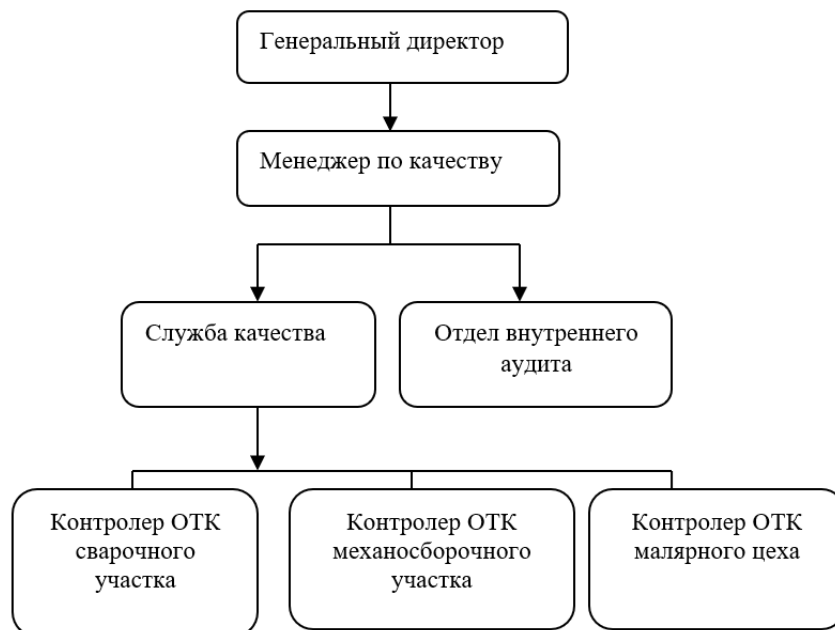 Генеральный директор
Менеджер по качеству
Служба качества
Отдел внутреннего
аудита
Контролер ОТК
сварочного
участка
Контролер ОТК
механосборочного
участка
Контролер ОТК
малярного цеха